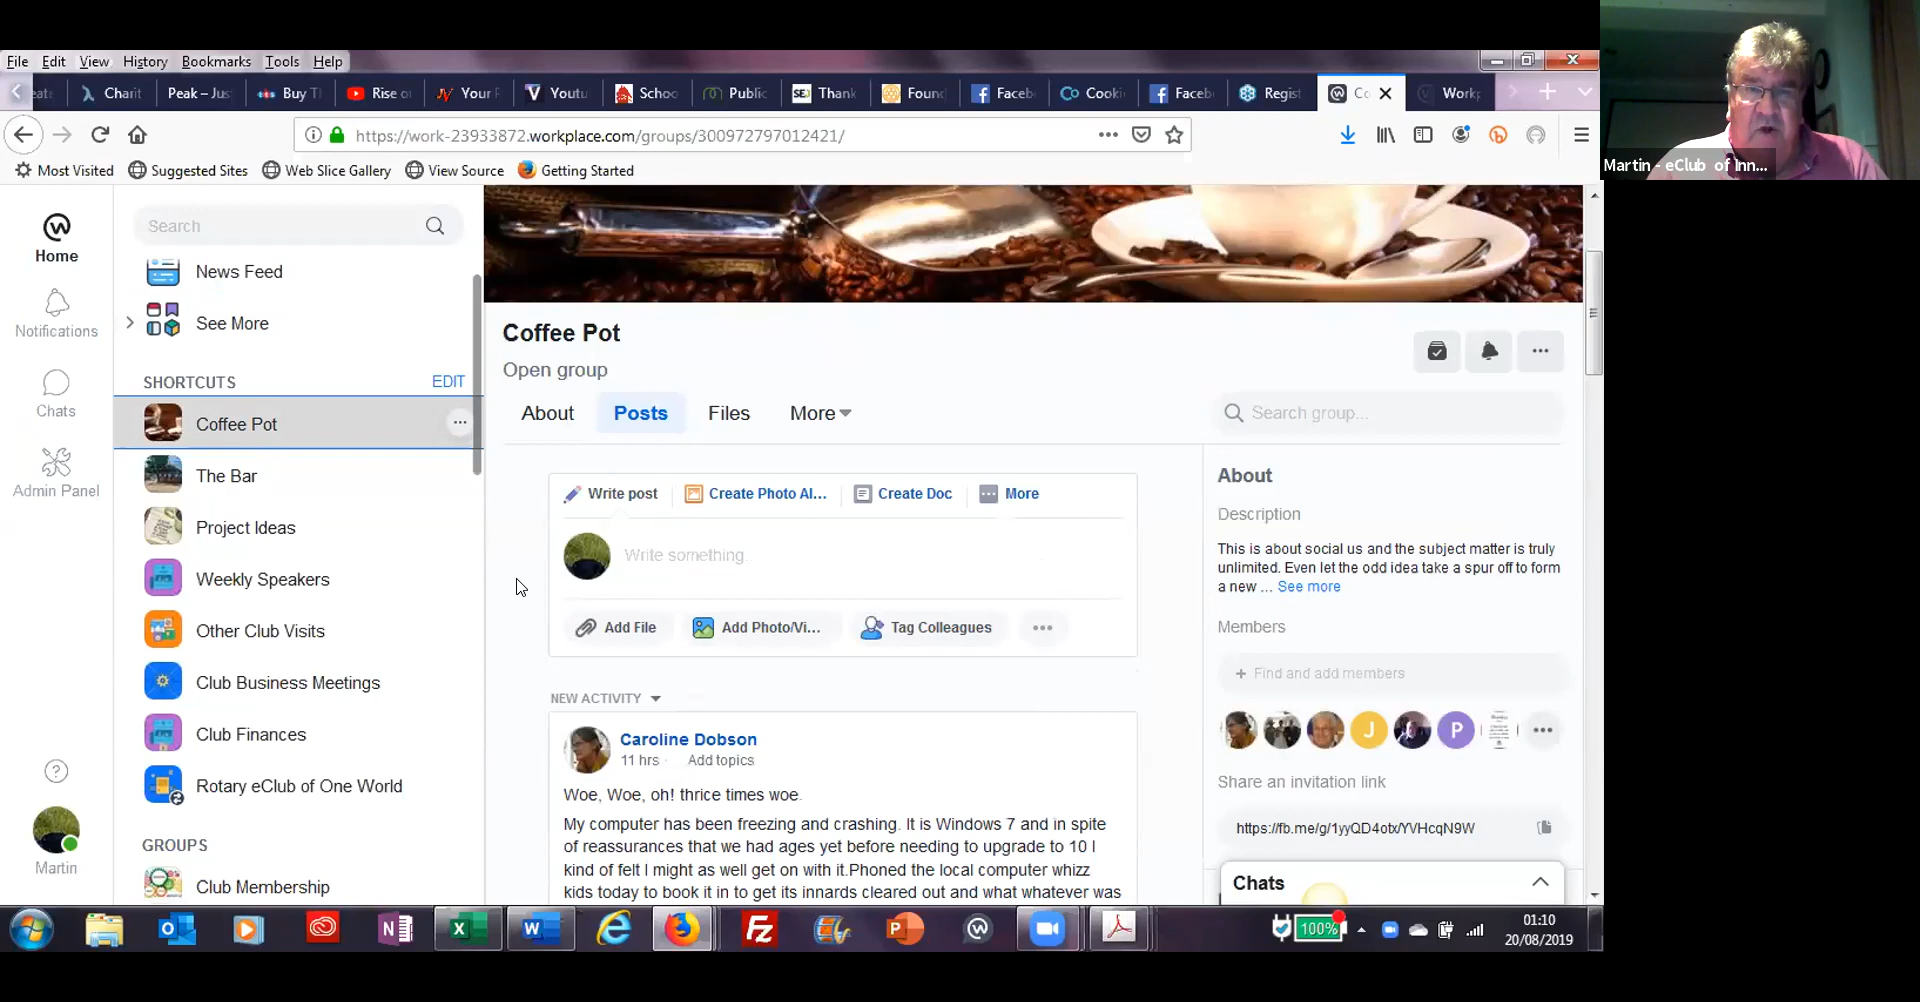 File Edit View History Bookmarks Tools Help
Charit
Peak – Jus
Buy T
Rise o
Your F
Youtu
Schoo
Public
SEJ Thank
Found
Faceb
Cooki
Faceb
Regist
Co
Workp
https://work-23933872.workplace.com/groups/300972797012421/
Most Visited Suggested Sites Web Slice Gallery View Source Getting Started
Martin - eClub of Inn...
Home
Notifications
Chats
Admin Panel
Martin
Search
News Feed
See More
SHORTCUTS EDIT
Coffee Pot
The Bar
Project Ideas
Weekly Speakers
Other Club Visits
Club Business Meetings
Club Finances
Rotary eClub of One World
GROUPS
Club Membership
Coffee Pot
Open group
About Posts Files More
Search group...
Write post Create Photo Al... Create Doc More
Write something.
Add File Add Photo/Vi... Tag Colleagues
NEW ACTIVITY
Caroline Dobson
11 hrs · Add topics
Woe, Woe, oh! thrice times woe.
My computer has been freezing and crashing. It is Windows 7 and in spite
of reassurances that we had ages yet before needing to upgrade to 10 I
kind of felt I might as well get on with it.Phoned the local computer whizz
kids today to book it in to get its innards cleared out and what whatever was
About
Description
This is about social us and the subject matter is truly
unlimited. Even let the odd idea take a spur off to form
a new ... See more
Members
+ Find and add members
J
P
Share an invitation link
https://fb.me/g/1yyQD4otx/YVHcqN9W
Chats
100%
01:10
20/08/2019